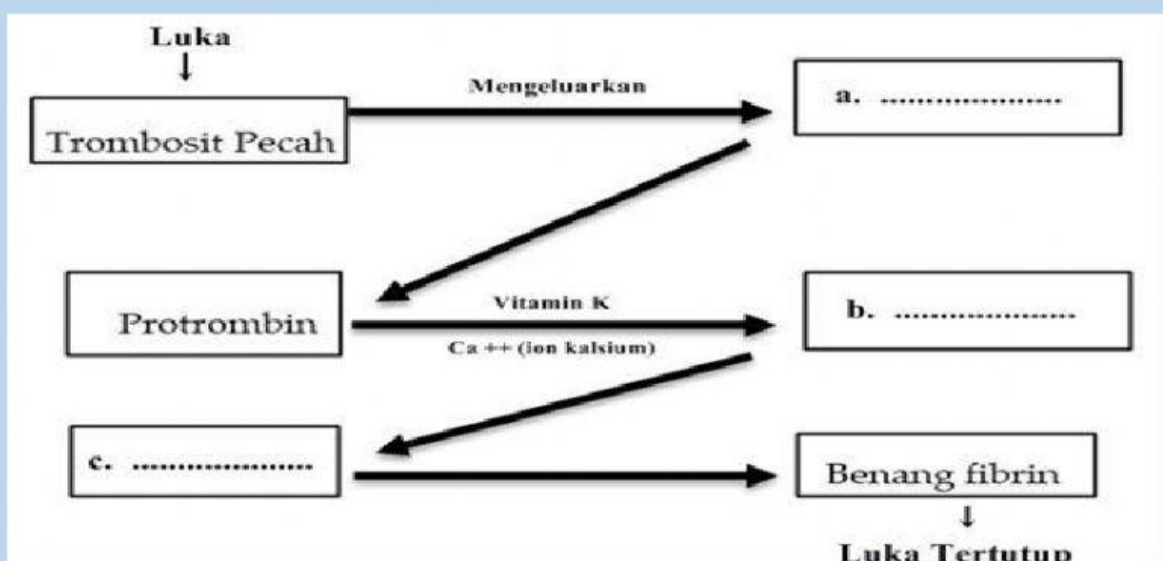 Luka
Mengeluarkan
a. ....................
Trombosit Pecah
Vitamin K
b. ....................
Protrombin
Ca ++ (ion kalsium)
c. ....................
Benang fibrin
Luka Tertutup